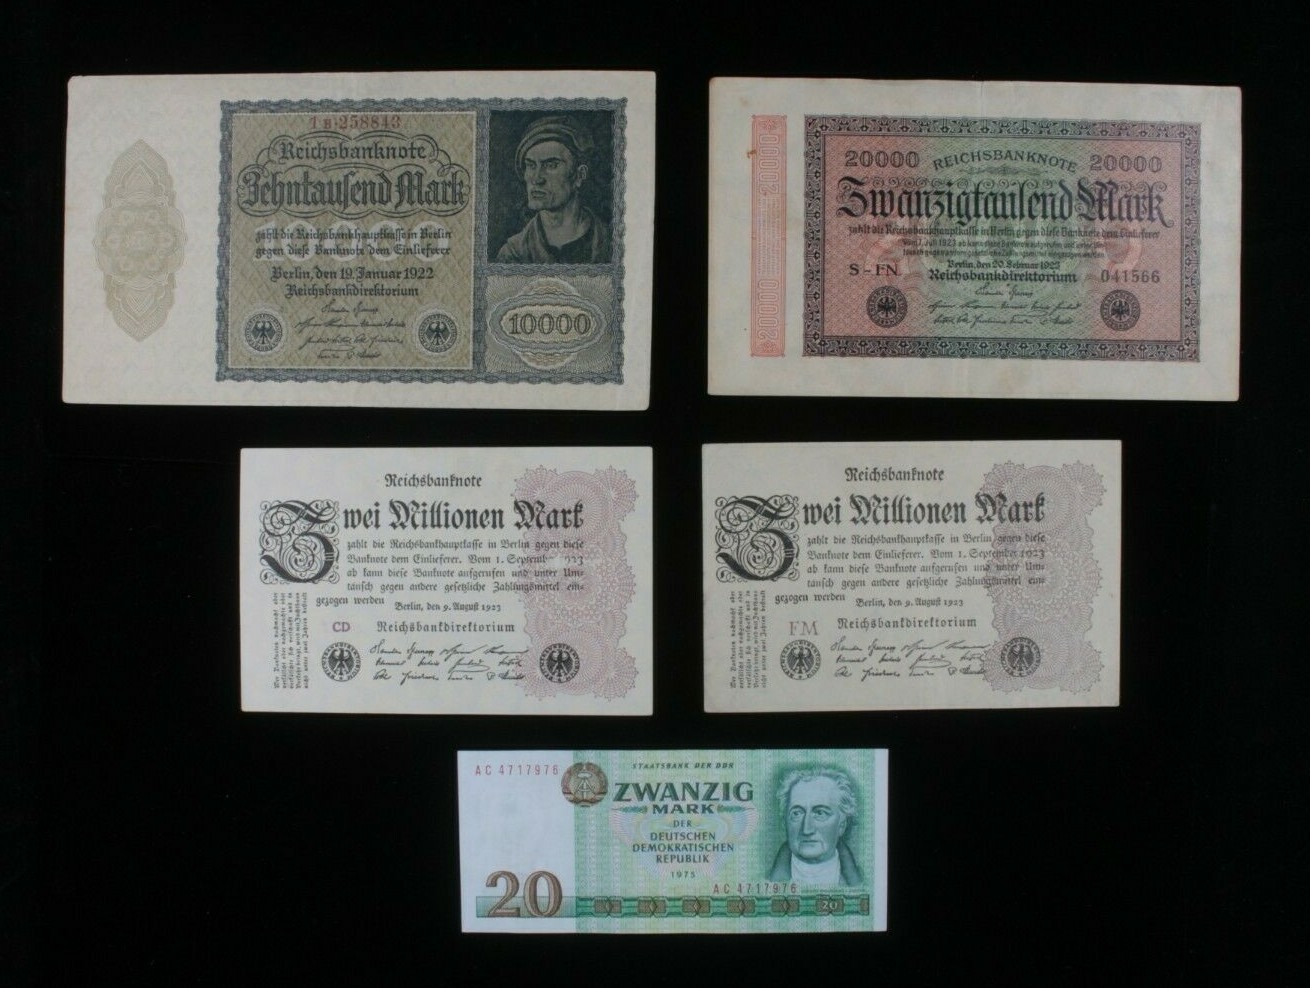 1B·258843
Reichsbanknote
Zehntausend Mark
zahlt die Reichsbankhauptkasse in Berlin
gegen diese Banknote dem Einlieferer
Berlin, den 19. Januar 1922
Reichsbankdirektorium
10000
20000 REICHSBANKNOTE 20000
Zwanzigtausend Mark
zahlt die Reichsbankhauptkasse in Berlin gegen diese Banknote dem Einlieferer
Berlin, den 20. Februar 1923
S-FN Reichsbankdirektorium 041566
20000 20000
Reichsbanknote
Zwei Millionen Mark
zahlt die Reichsbankhauptkasse in Berlin gegen diese
Banknote dem Einlieferer. Vom 1. September 1923
ab kann diese Banknote aufgerufen und unter Um-
tausch gegen andere gesetzliche Zahlungsmittel ein-
gezogen werden
Berlin, den 9. August 1923
CD Reichsbankdirektorium
Reichsbanknote
Zwei Millionen Mark
zahlt die Reichsbankhauptkasse in Berlin gegen diese
Banknote dem Einlieferer. Vom 1. September 1923
ab kann diese Banknote aufgerufen und unter Um-
tausch gegen andere gesetzliche Zahlungsmittel ein-
gezogen werden
Berlin, den 9. August 1923
FM Reichsbankdirektorium
AC 4717976
STAATSBANK DER DDR
ZWANZIG
MARK
DER
DEUTSCHEN
DEMOKRATISCHEN
REPUBLIK
1975
AC 4717976
20
20